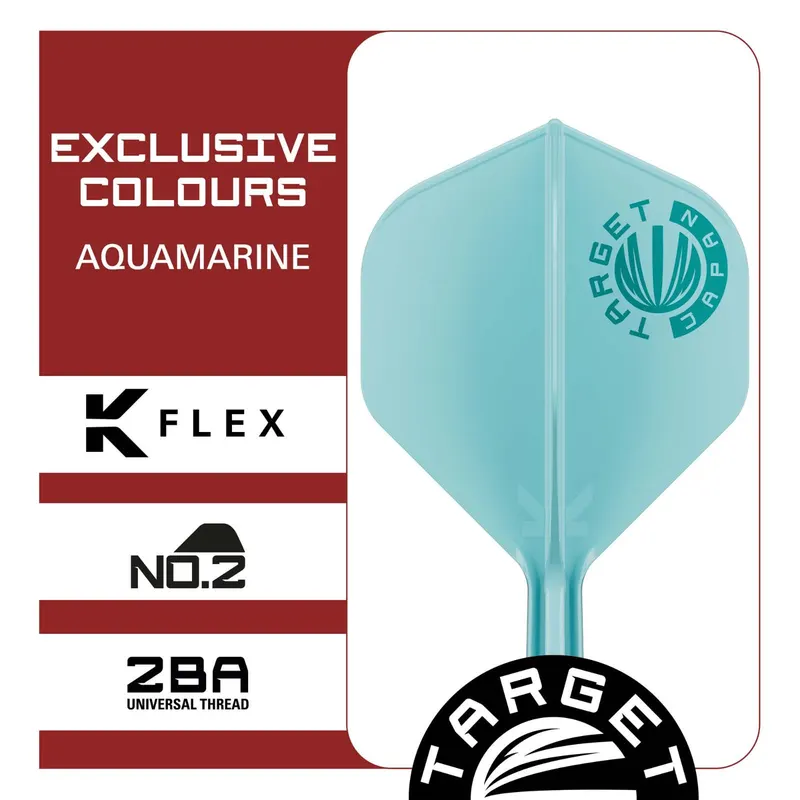 EXCLUSIVE
COLOURS
AQUAMARINE
K FLEX
NO.2
2BA
UNIVERSAL THREAD
TARGET
JAPAN
K
TARGET